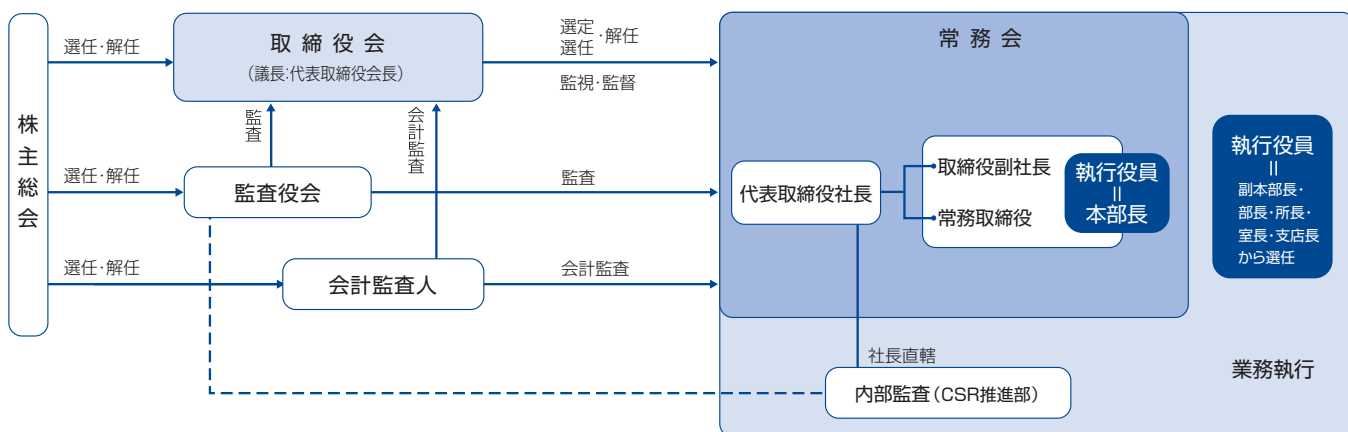 株主総会
選任・解任
取締役会
(議長:代表取締役会長)
選定
選任
・解任
監視・監督
監査
会計監査
選任・解任
監査役会
監査
選任・解任
会計監査人
会計監査
常務会
代表取締役社長
取締役副社長
常務取締役
執行役員
=
本部長
執行役員
=
副本部長・
部長・所長・
室長・支店長
から選任
社長直轄
内部監査(CSR推進部)
業務執行